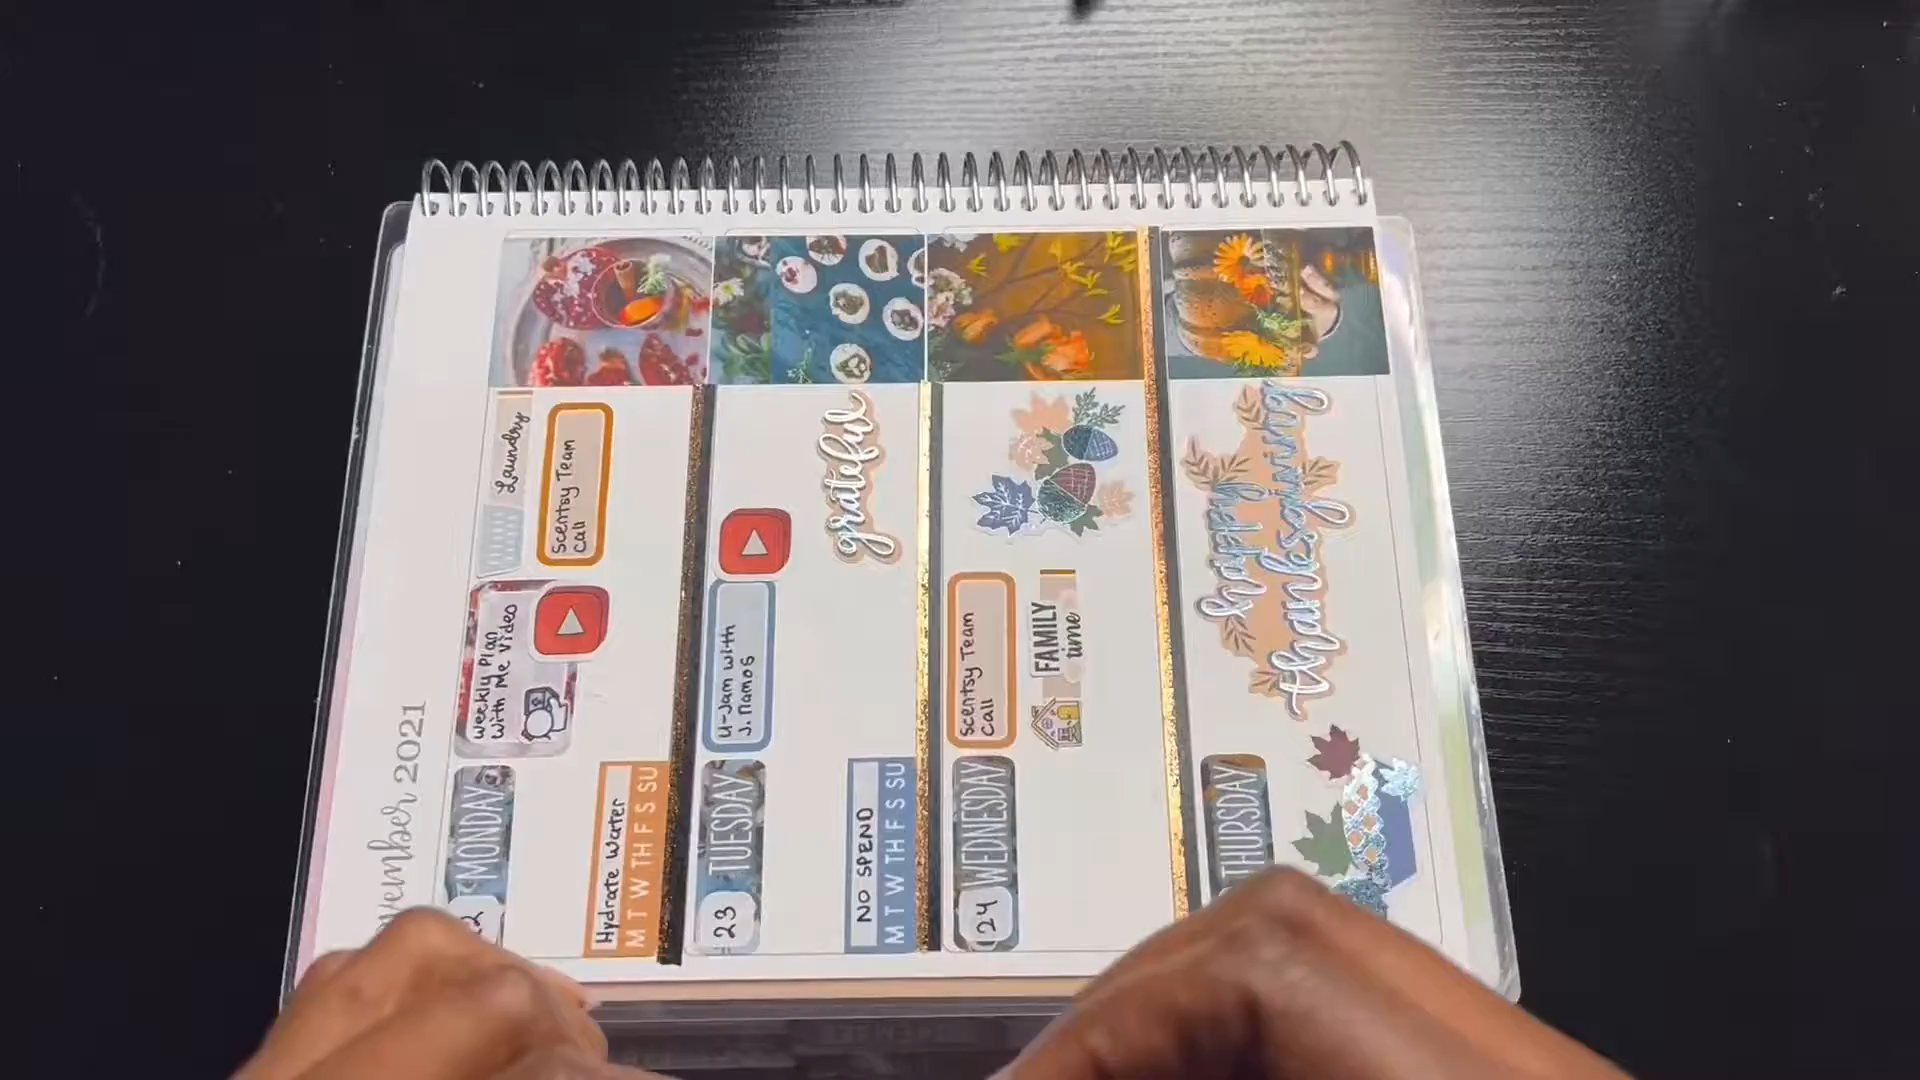 vember 2021
MONDAY
Weekly Plan
With Me Video
Laundry
Scentsy Team
Call
Hydrate Water
M T W TH F S SU
23
TUESDAY
U-Jam with
J. Ramos
grateful
NO SPEND
M T W TH F S SU
24
WEDNESDAY
Scentsy Team
Call
FAMILY
time
THURSDAY
happy
thanksgiving